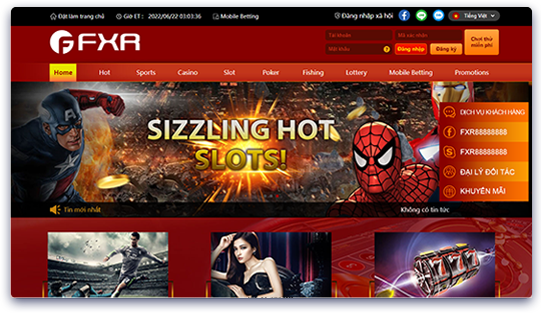 Đặt làm trang chủ
Giờ ET : 2022/06/22 03:03:36
Mobile Betting
Đăng nhập xã hội
Tiếng Việt
FXR
Tài khoản
Mã xác nhận
Mật khẩu
?
Đăng nhập
Đăng ký
Chơi thử
miễn phí
Home
Hot
Sports
Casino
Slot
Poker
Fishing
Lottery
Mobile Betting
Promotions
SIZZLING HOT
SLOTS!
DỊCH VỤ KHÁCH HÀNG
FXR88888888
FXR88888888
ĐẠI LÝ ĐỐI TÁC
KHUYẾN MÃI
Tin mới nhất
Không có tin tức
777